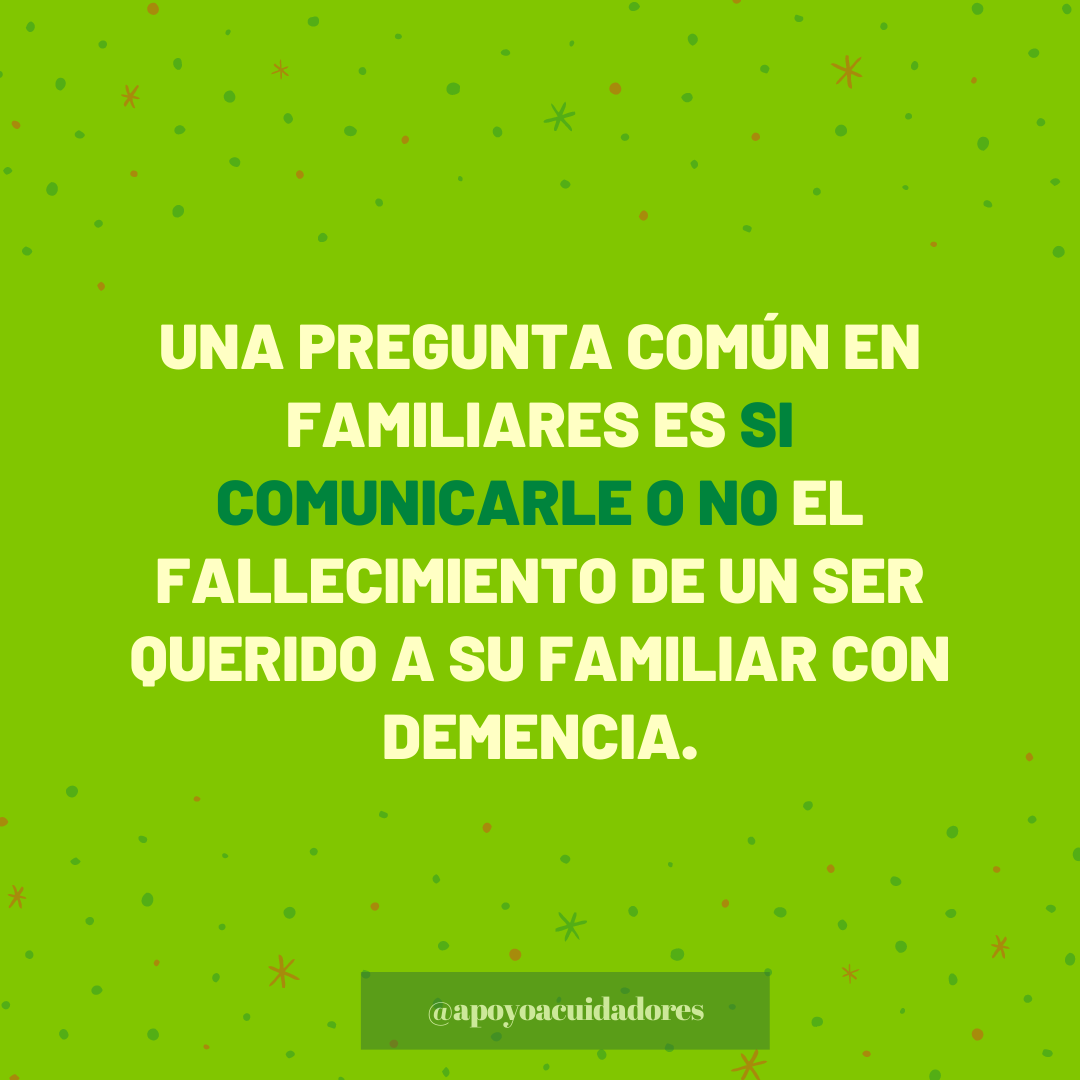 UNA PREGUNTA COMÚN EN
FAMILIARES ES SI
COMUNICARLE O NO EL
FALLECIMIENTO DE UN SER
QUERIDO A SU FAMILIAR CON
DEMENCIA.
@apoyoacuidadores